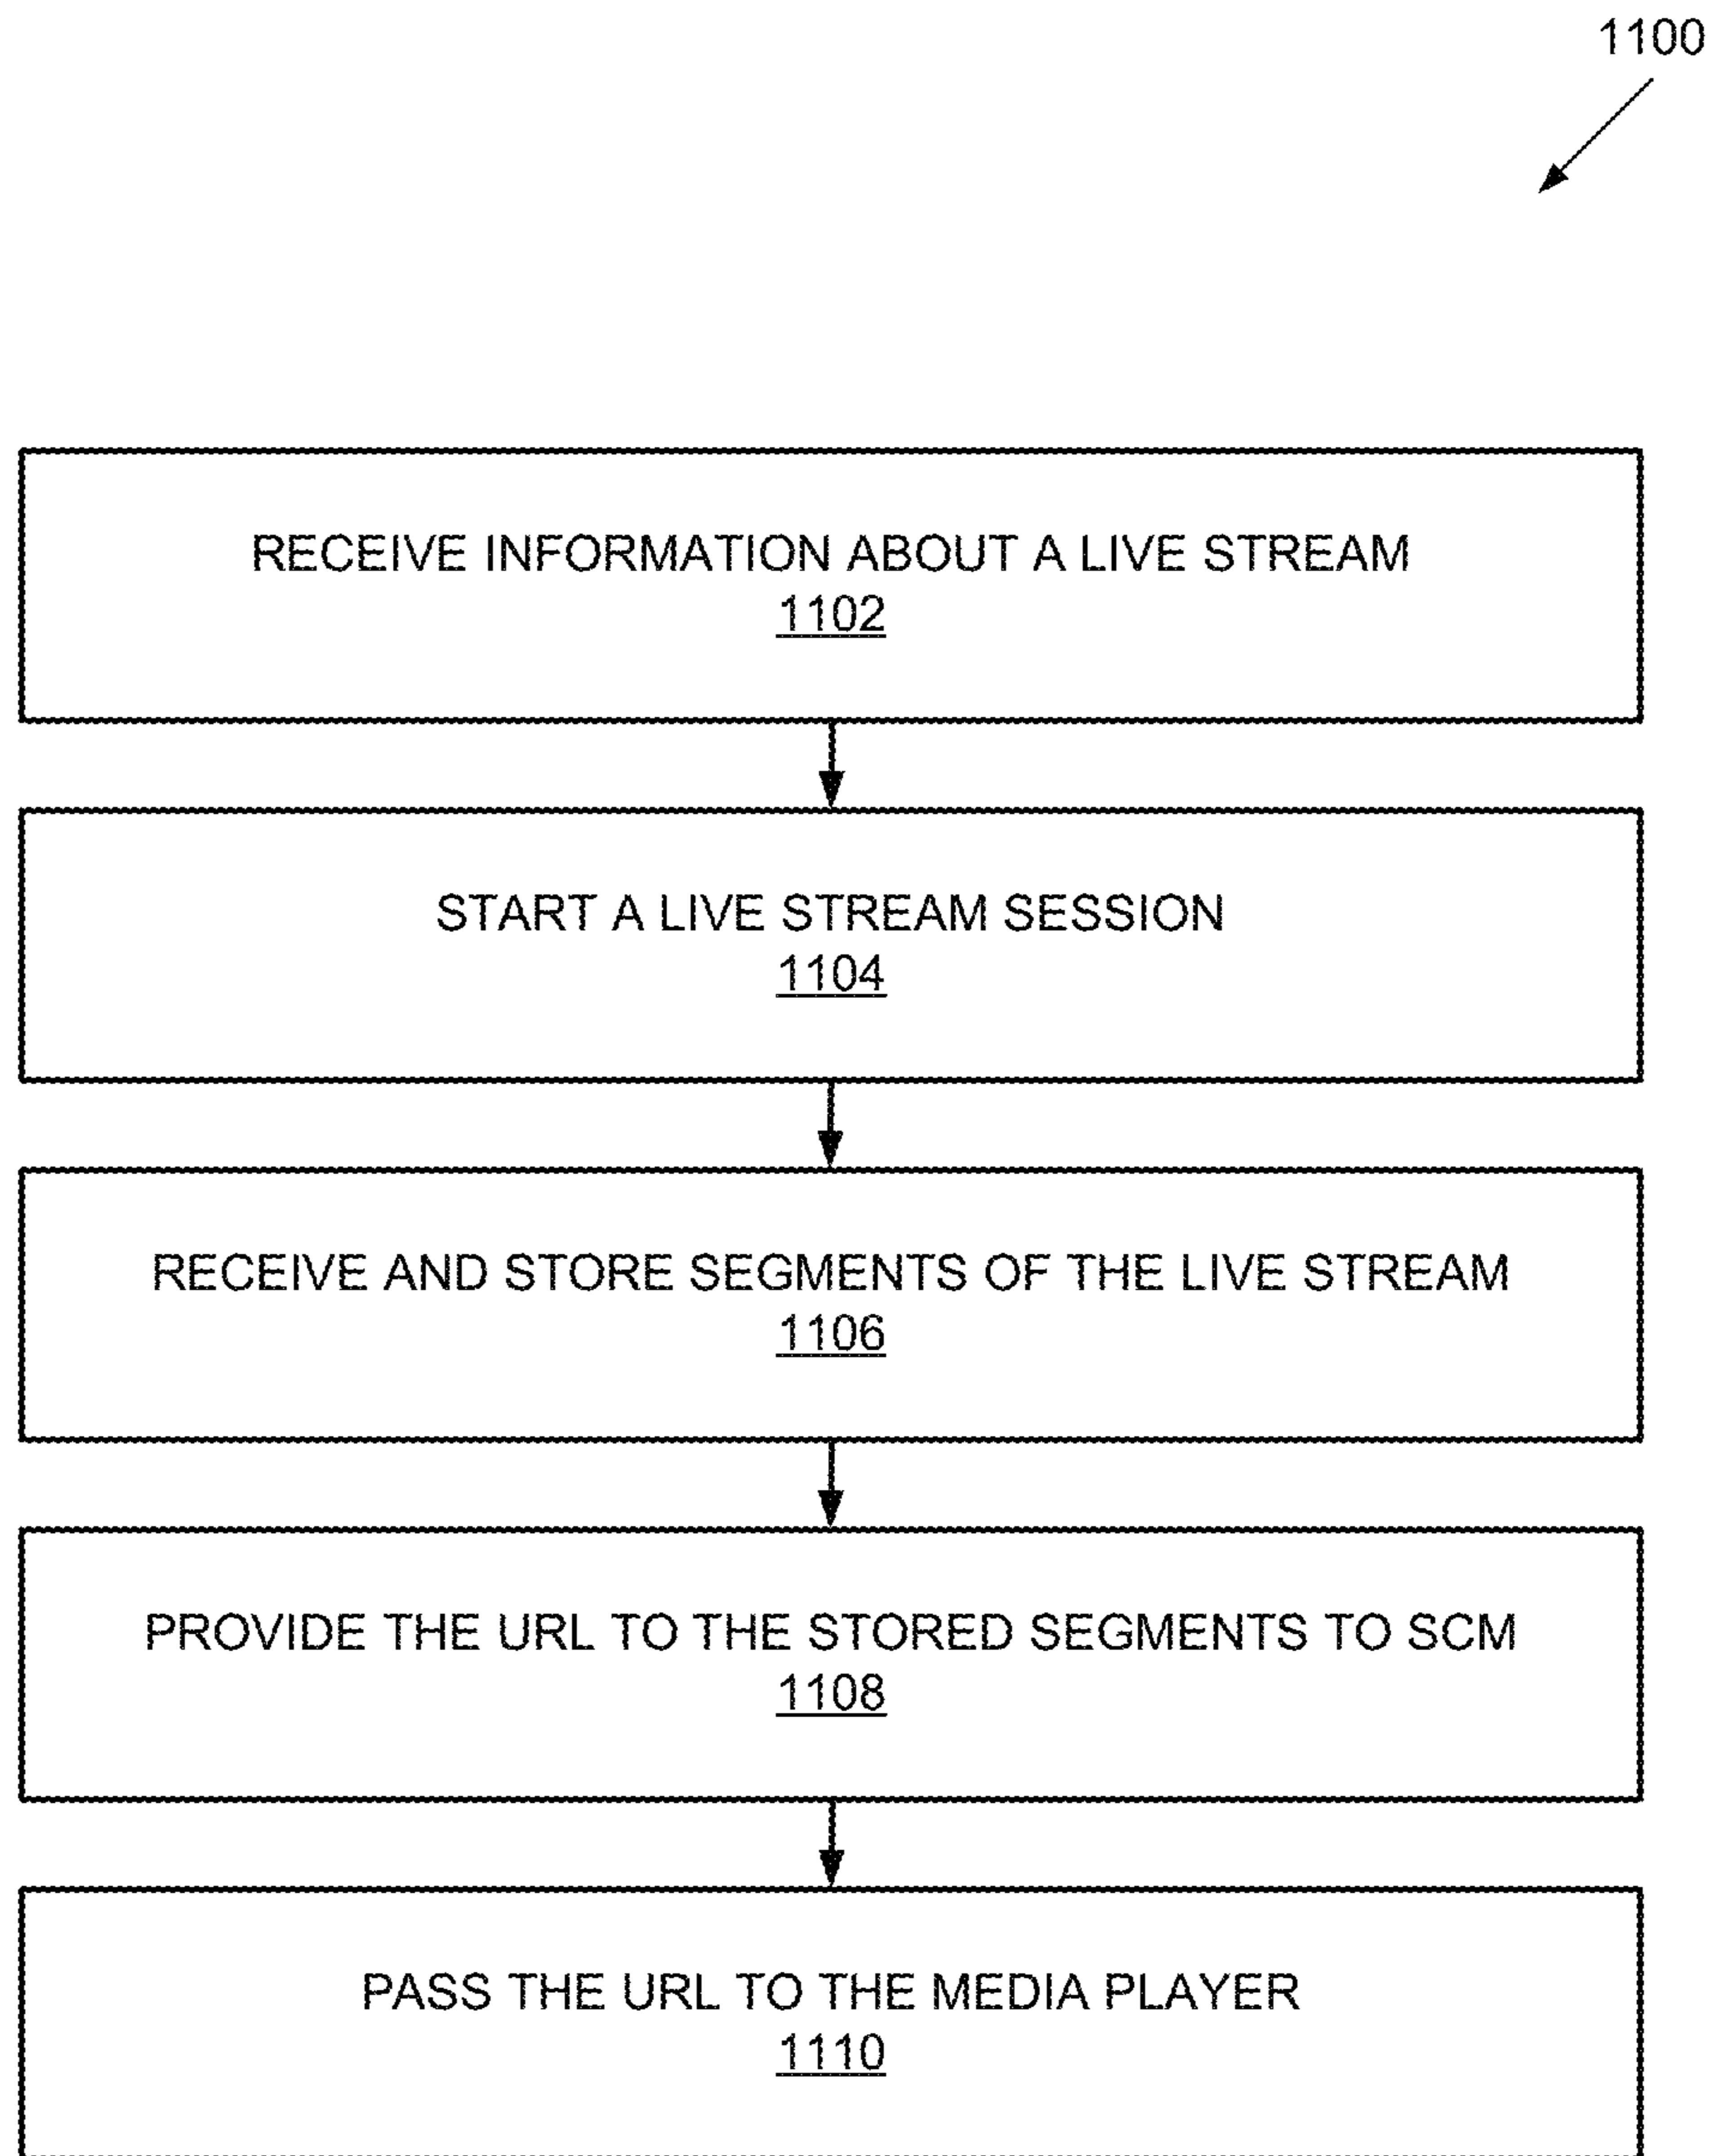 1100
RECEIVE INFORMATION ABOUT A LIVE STREAM
1102
START A LIVE STREAM SESSION
1104
RECEIVE AND STORE SEGMENTS OF THE LIVE STREAM
1106
PROVIDE THE URL TO THE STORED SEGMENTS TO SCM
1108
PASS THE URL TO THE MEDIA PLAYER
1110